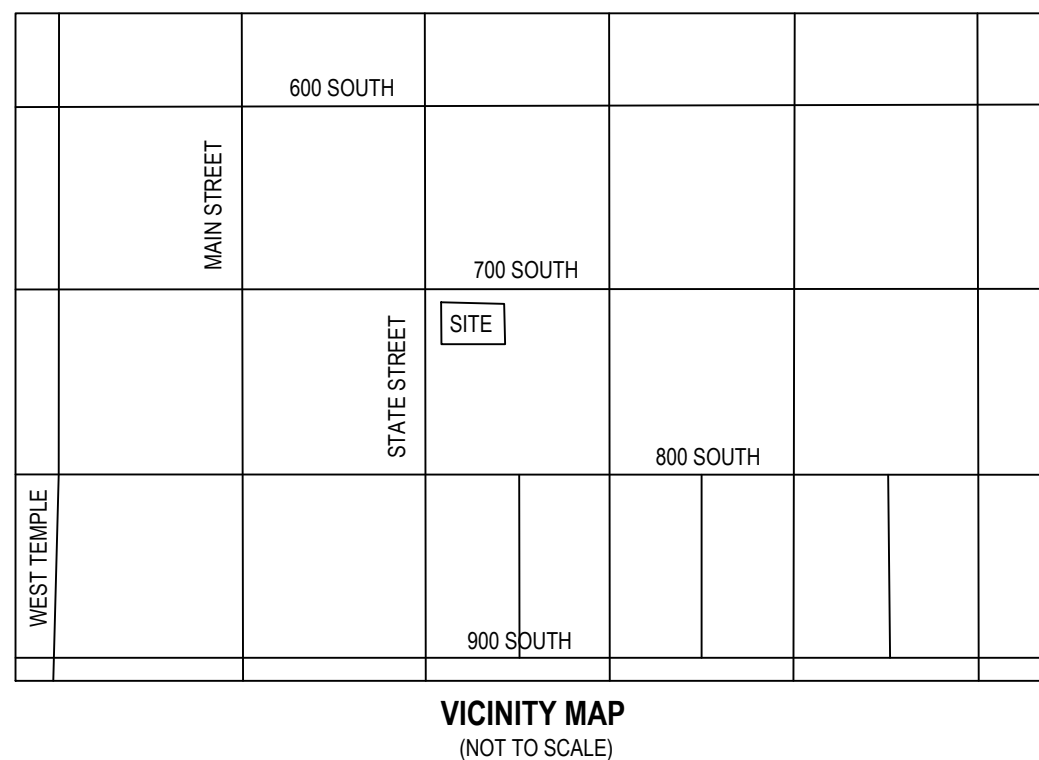 600 SOUTH
MAIN STREET
700 SOUTH
SITE
STATE STREET
800 SOUTH
WEST TEMPLE
900 SOUTH
VICINITY MAP
(NOT TO SCALE)